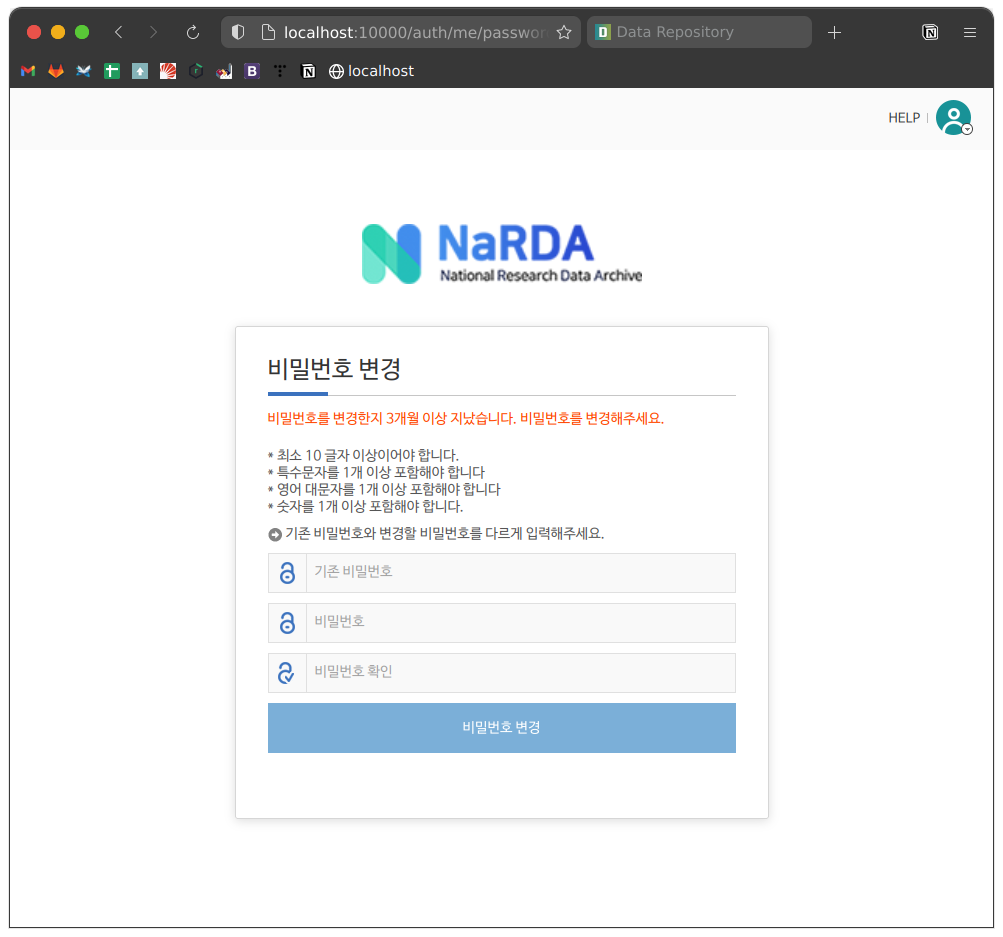 localhost:10000/auth/me/passwor
Data Repository
B
localhost
HELP
NaRDA
National Research Data Archive
비밀번호 변경
비밀번호를 변경한지 3개월 이상 지났습니다. 비밀번호를 변경해주세요.
* 최소 10 글자 이상이어야 합니다.
* 특수문자를 1개 이상 포함해야 합니다
* 영어 대문자를 1개 이상 포함해야 합니다
* 숫자를 1개 이상 포함해야 합니다.
기존 비밀번호와 변경할 비밀번호를 다르게 입력해주세요.
기존 비밀번호
비밀번호
비밀번호 확인
비밀번호 변경